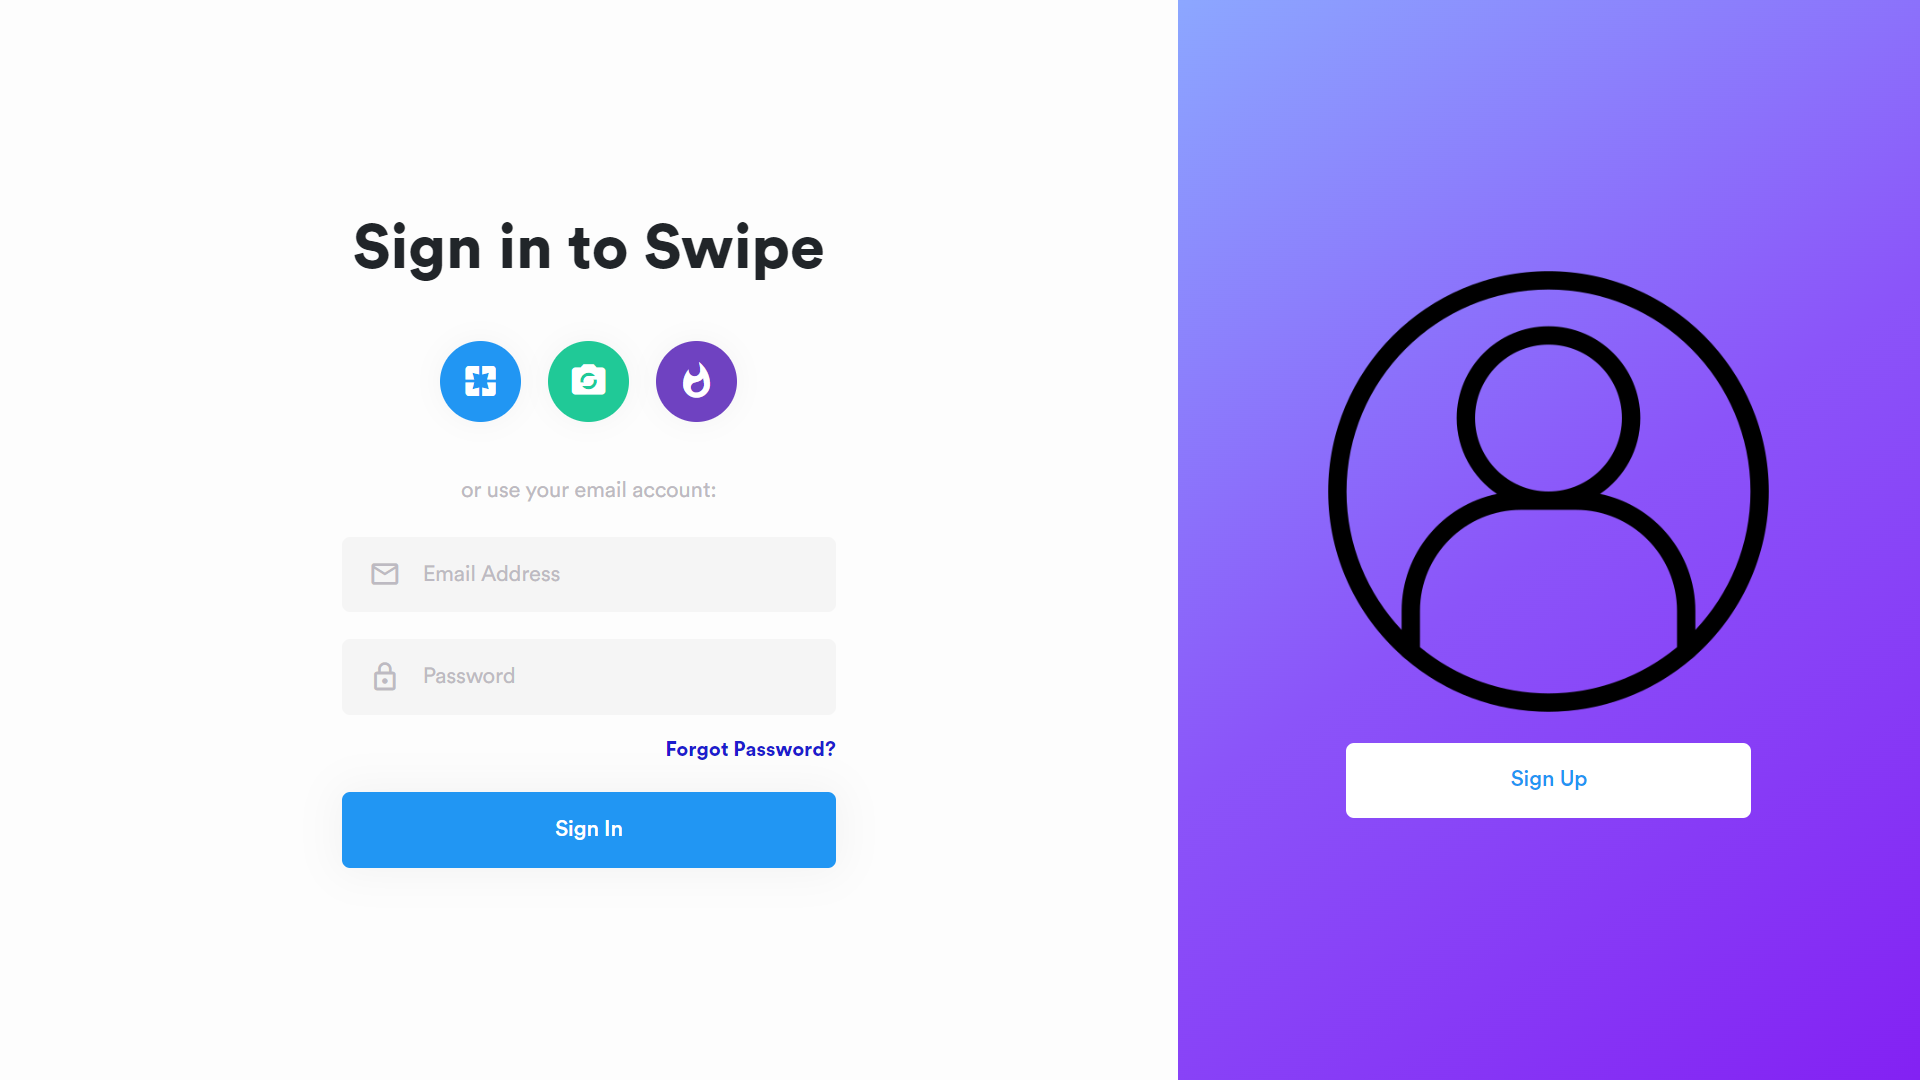 Sign in to Swipe
or use your email account:
Email Address
Password
Forgot Password?
Sign In
Sign Up